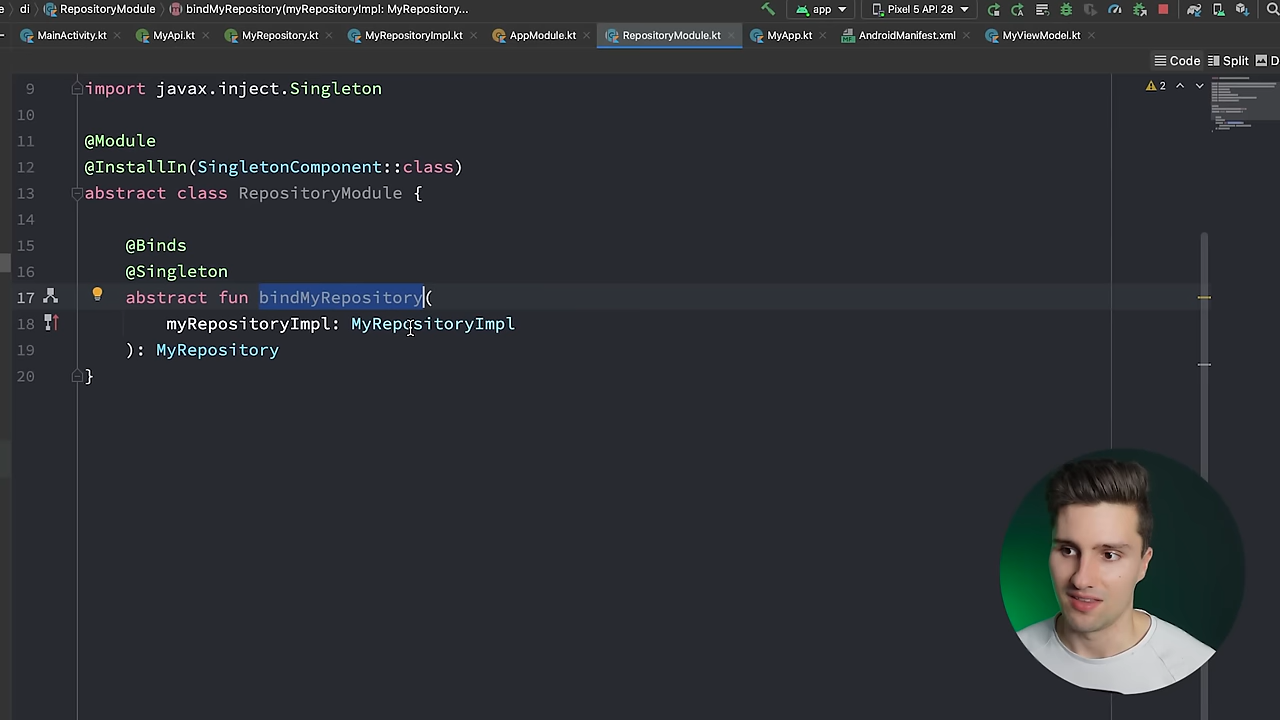 e
di
RepositoryModule
bindMyRepository(myRepositoryImpl: MyRepository...
app
Pixel 5 API 28
MainActivity.kt
MyApi.kt
MyRepository.kt
MyRepositoryImpl.kt
AppModule.kt
RepositoryModule.kt
MyApp.kt
AndroidManifest.xml
MyViewModel.kt
Code
Split
D
2
9 import javax.inject.Singleton
10
11 @Module
12 @InstallIn(SingletonComponent::class)
13 abstract class RepositoryModule {
14
15 @Binds
16 @Singleton
17 abstract fun bindMyRepository(
18 myRepositoryImpl: MyRepositoryImpl
19 ): MyRepository
20 }